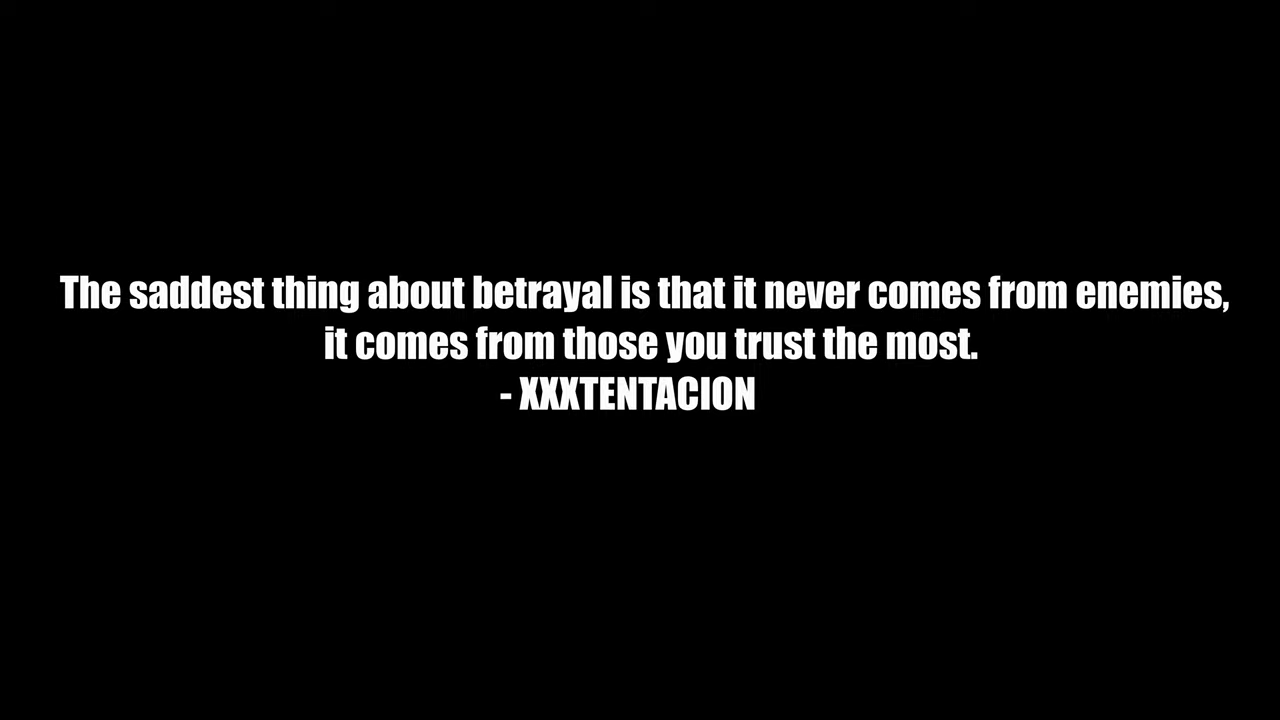 The saddest thing about betrayal is that it never comes from enemies,
it comes from those you trust the most.
- XXXTENTACION